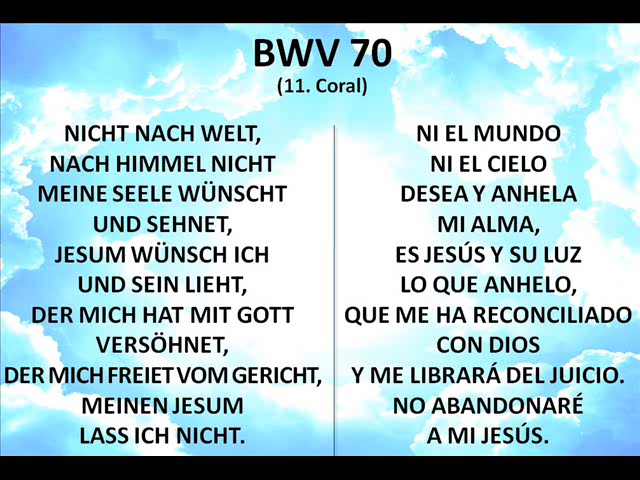 BWV 70
(11. Coral)
NICHT NACH WELT,
NACH HIMMEL NICHT
MEINE SEELE WÜNSCHT
UND SEHNET,
JESUM WÜNSCH ICH
UND SEIN LIEHT,
DER MICH HAT MIT GOTT
VERSÖHNET,
DER MICH FREIET VOM GERICHT,
MEINEN JESUM
LASS ICH NICHT.
NI EL MUNDO
NI EL CIELO
DESEA Y ANHELA
MI ALMA,
ES JESÚS Y SU LUZ
LO QUE ANHELO,
QUE ME HA RECONCILIADO
CON DIOS
Y ME LIBRARÁ DEL JUICIO.
NO ABANDONARÉ
A MI JESÚS.